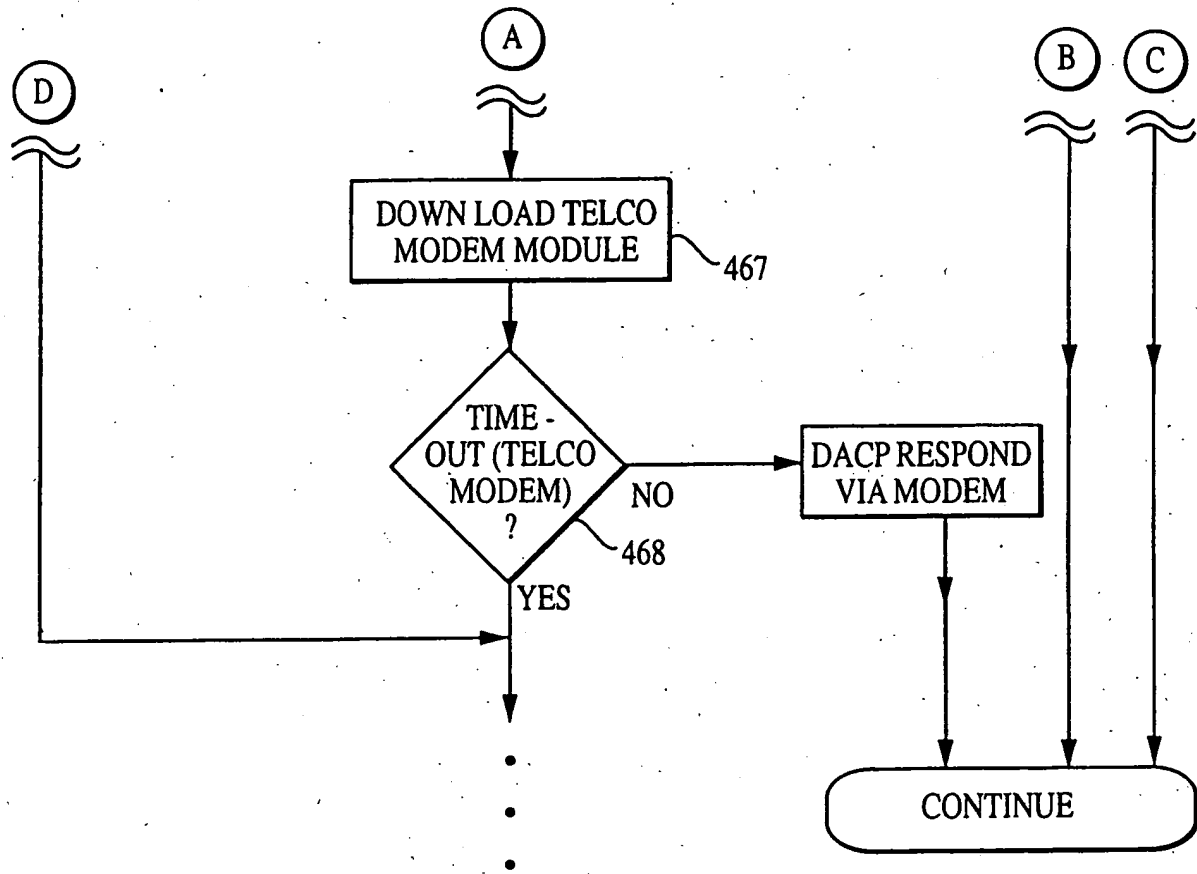 A
D
B
C
DOWN LOAD TELCO
MODEM MODULE
467
TIME -
OUT (TELCO
MODEM)
?
NO
468
YES
DACP RESPOND
VIA MODEM
CONTINUE